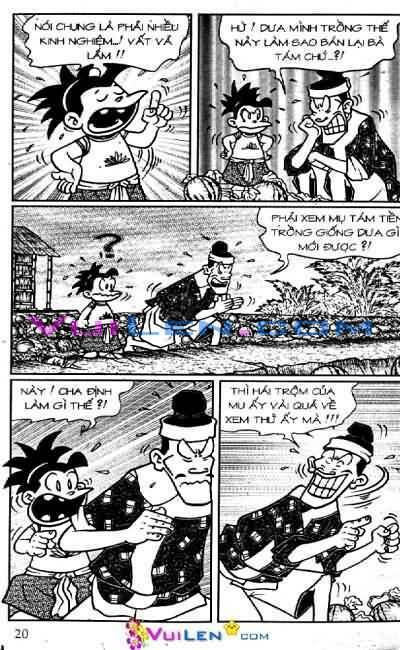 NÓI CHUNG LÀ PHẢI NHIỀU
KINH NGHIỆM...! VẤT VẢ
LẮM !!
HỪ ! DƯA MÌNH TRỒNG THẾ
NÀY LÀM SAO BÁN LẠI BÀ
TÁM CHỨ...?!
PHẢI XEM MỤ TÁM TIỀN
TRỒNG GIỐNG DƯA GÌ
MỚI ĐƯỢC ?!
?
VUILEN.COM
NÀY ! CHA ĐỊNH
LÀM GÌ THẾ ?!
THÌ HÁI TRỘM CỦA
MỤ ẤY VÀI QUẢ VỀ
XEM THỬ ẤY MÀ !!!
20
VUILEN COM